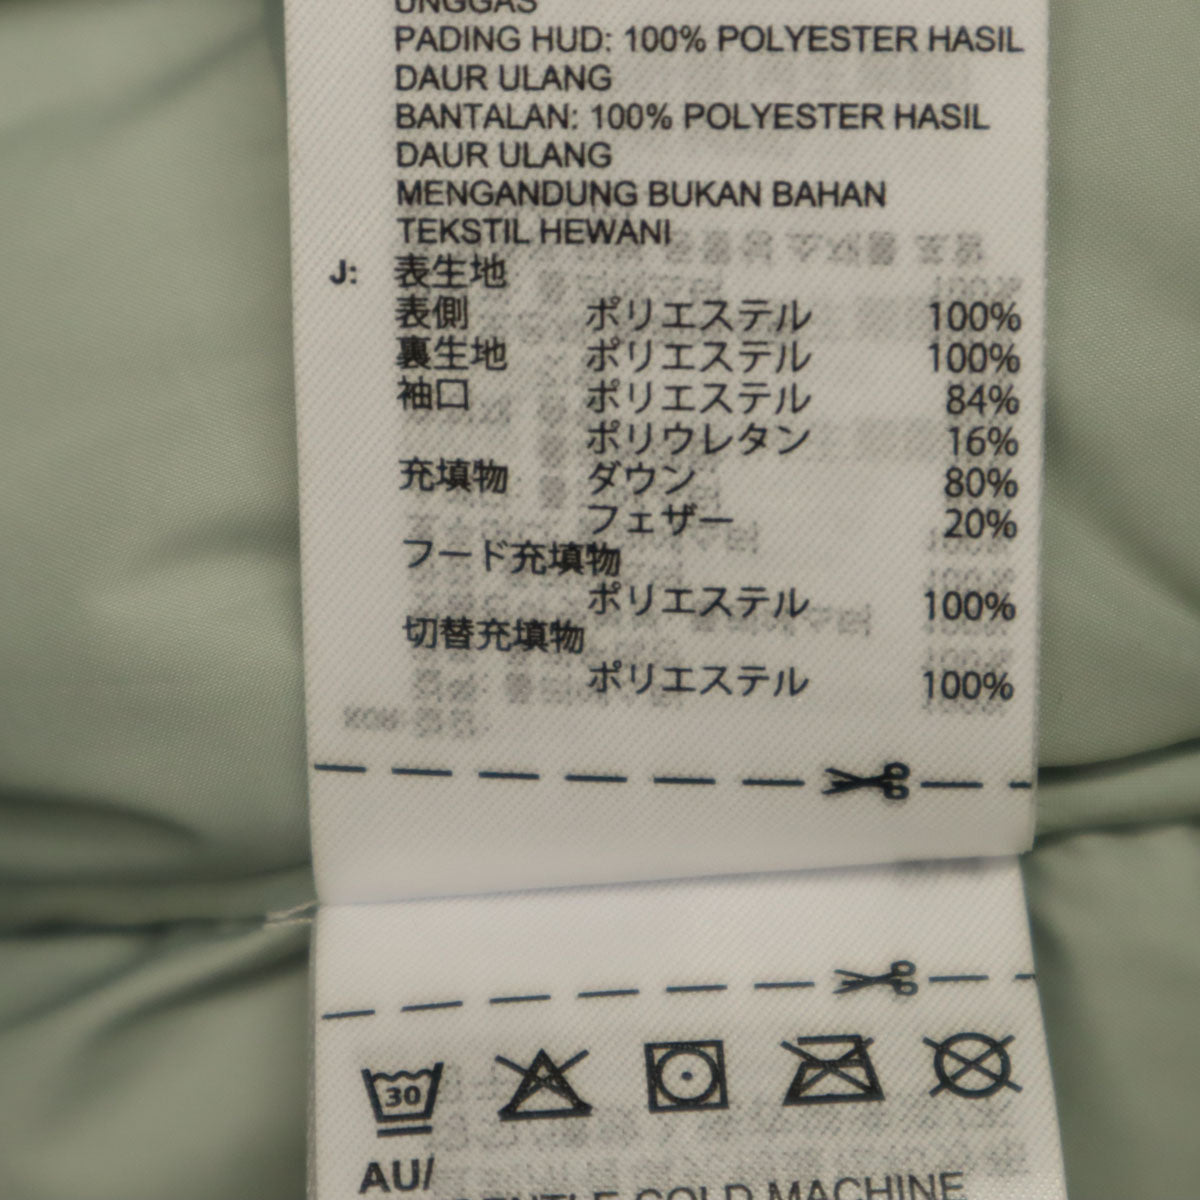 UNGGAS
PADING HUD: 100% POLYESTER HASIL
DAUR ULANG
BANTALAN: 100% POLYESTER HASIL
DAUR ULANG
MENGANDUNG BUKAN BAHAN
TEKSTIL HEWANI
J: 表生地
表側 ポリエステル 100%
裏生地 ポリエステル 100%
袖口 ポリエステル 84%
ポリウレタン 16%
充填物 ダウン 80%
フェザー 20%
フード充填物
ポリエステル 100%
切替充填物
ポリエステル 100%
30
AU/
GENTLE COLD MACHINE